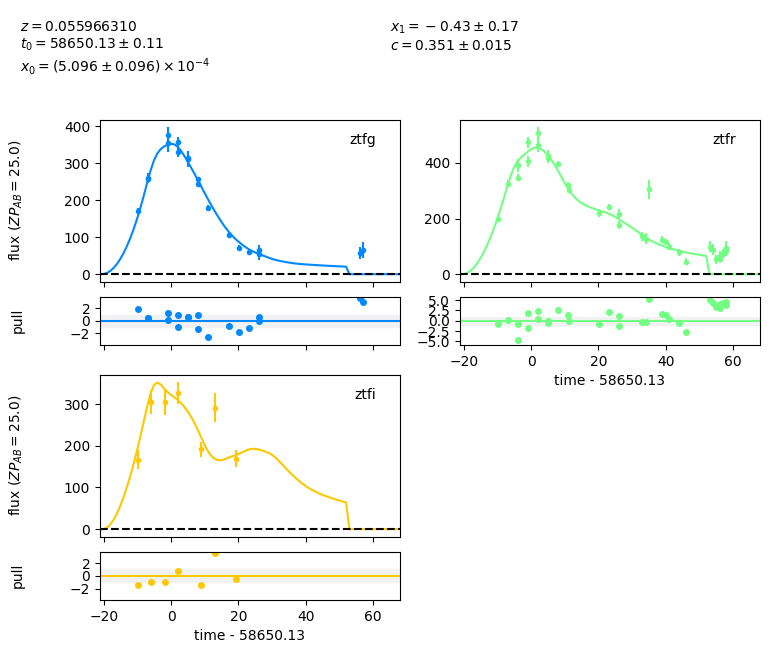 z = 0.055966310
t₀ = 58650.13 ± 0.11
x₀ = (5.096 ± 0.096) × 10⁻⁴
x₁ = −0.43 ± 0.17
c = 0.351 ± 0.015
flux (ZP_AB = 25.0)
400
300
200
100
0
ztfg
400
200
0
ztfr
pull
2
0
−2
5.0
2.5
0.0
−2.5
−5.0
−20 0 20 40 60
time - 58650.13
flux (ZP_AB = 25.0)
300
200
100
0
ztfi
pull
2
0
−2
−20 0 20 40 60
time - 58650.13